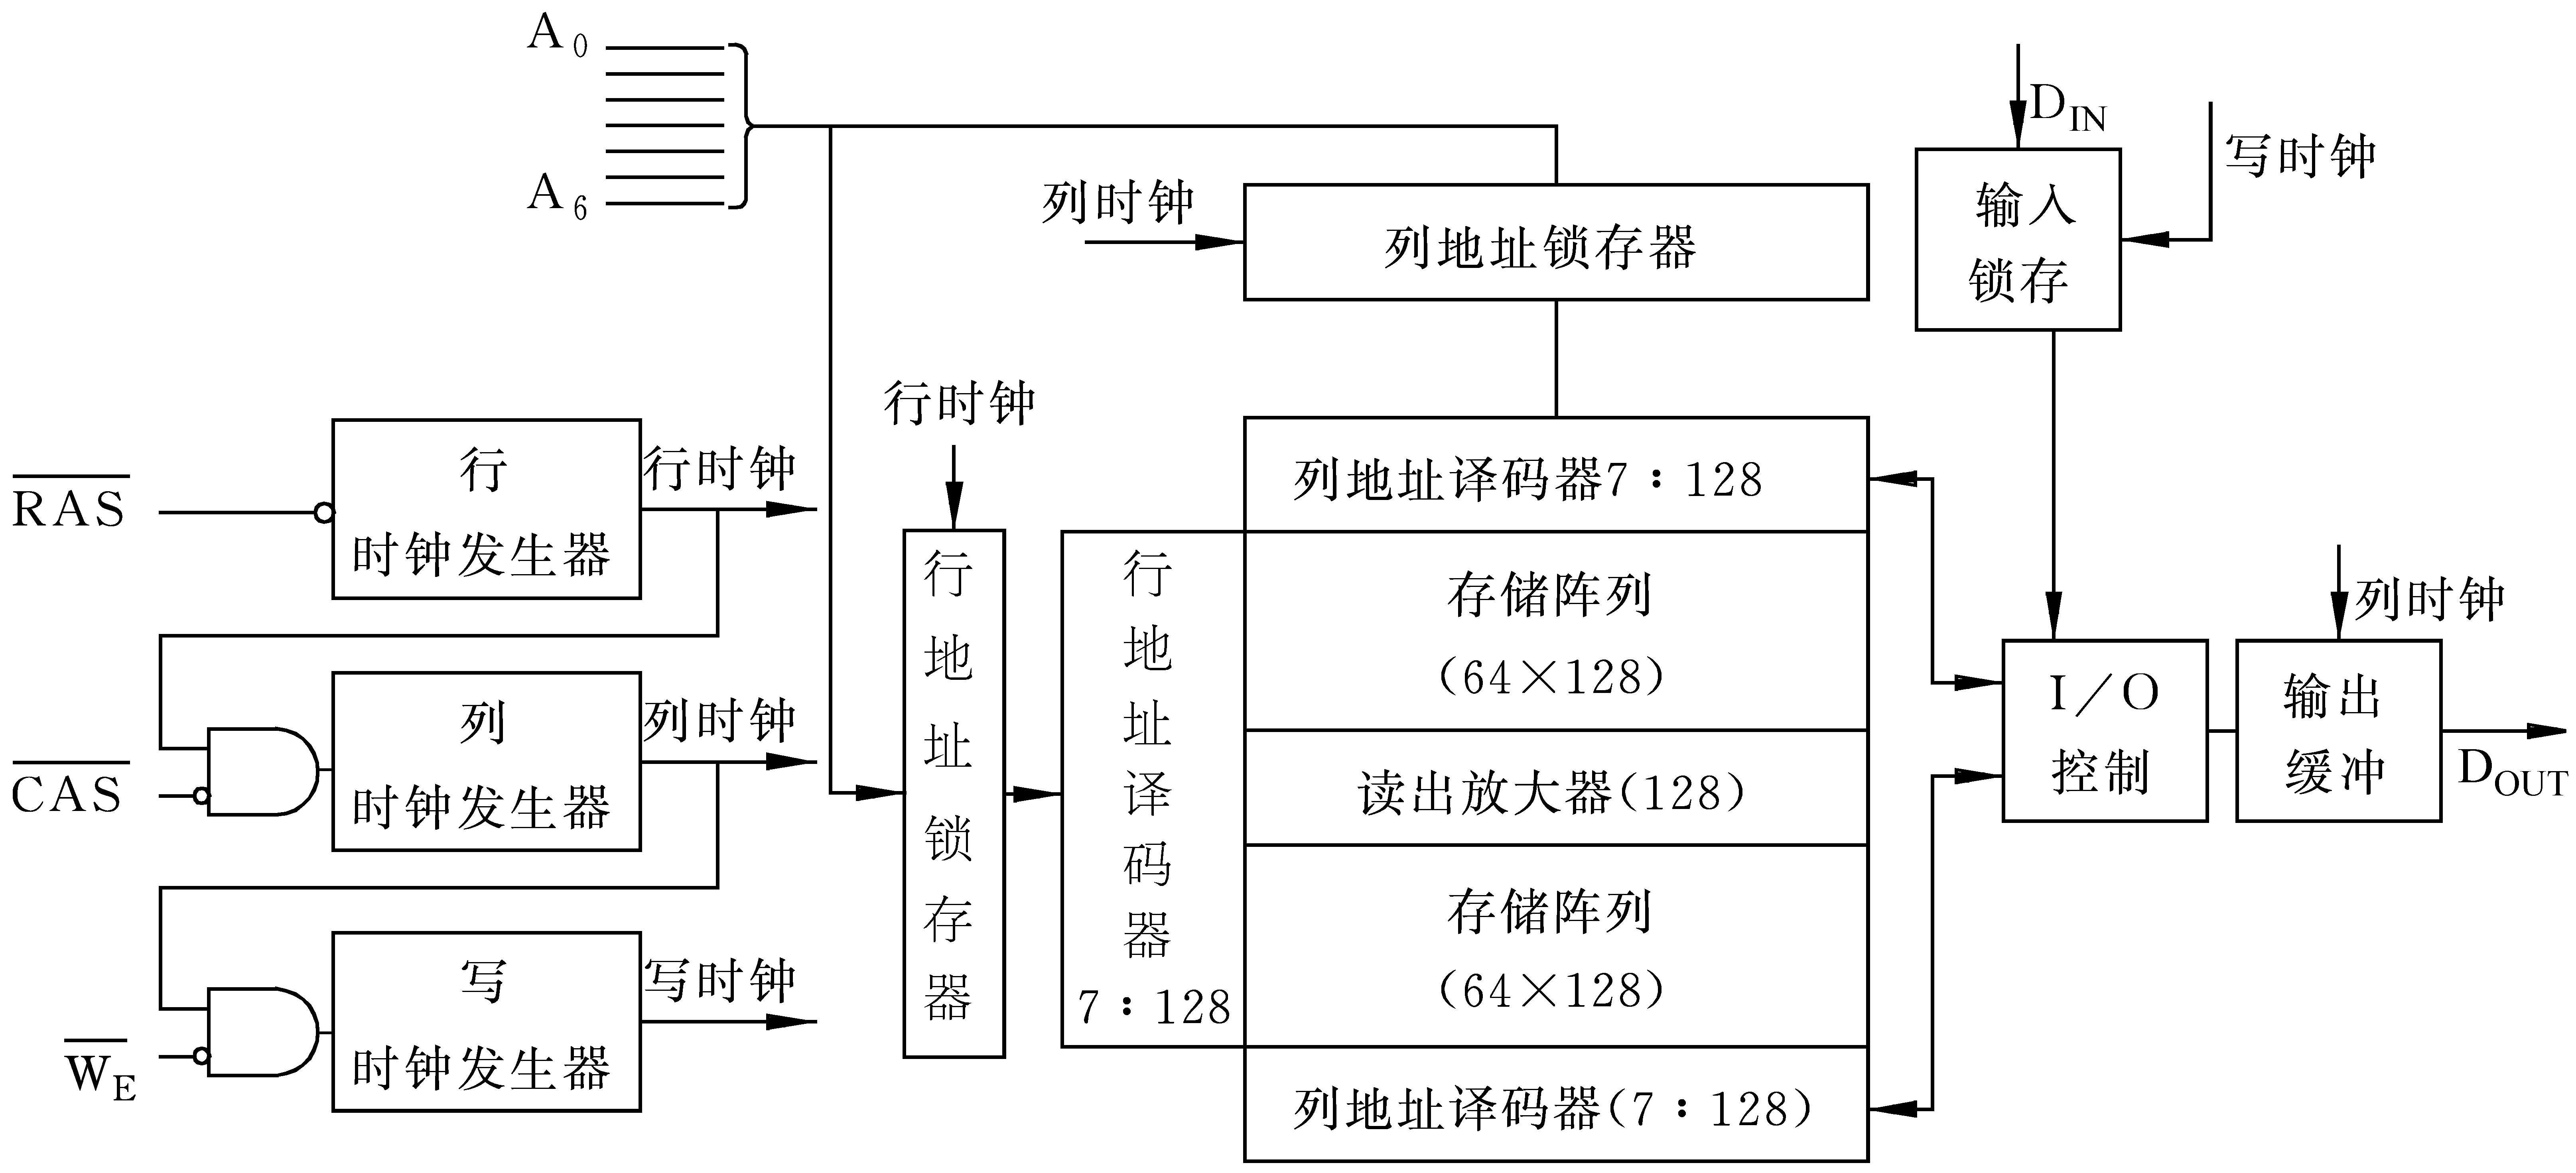 A0
A6
DIN
写时钟
列时钟
列地址锁存器
输入
锁存
行时钟
RAS
行
时钟发生器
行时钟
列地址译码器7：128
行地址锁存器
行地址译码器
7：128
存储阵列
(64×128)
列时钟
CAS
列
时钟发生器
列时钟
读出放大器(128)
I／O
控制
输出
缓冲
DOUT
存储阵列
(64×128)
WE
写
时钟发生器
写时钟
列地址译码器(7：128)